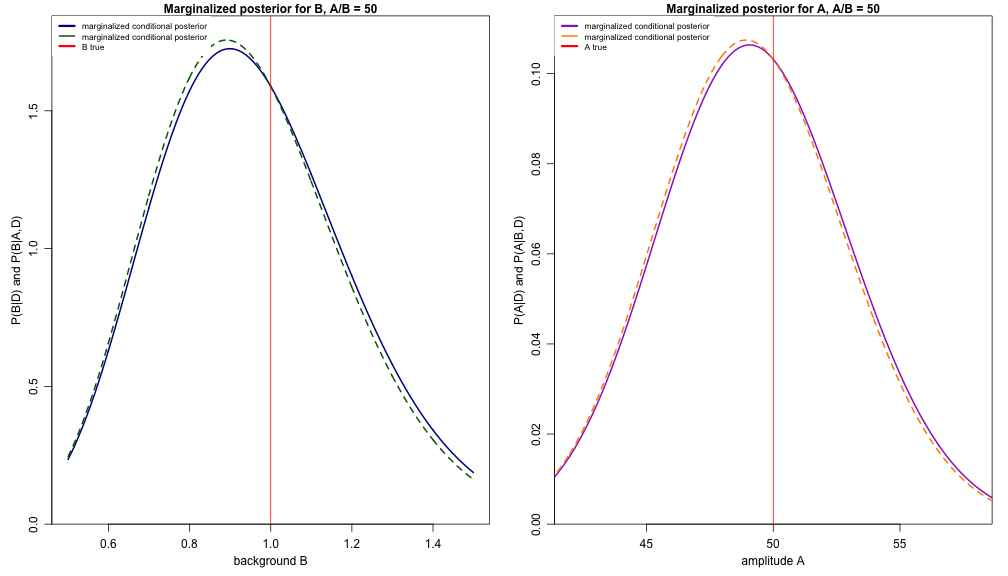 Marginalized posterior for B, A/B = 50
marginalized conditional posterior
marginalized conditional posterior
B true
P(B|D) and P(B|A,D)
0.0
0.5
1.0
1.5
0.6
0.8
1.0
1.2
1.4
background B
Marginalized posterior for A, A/B = 50
marginalized conditional posterior
marginalized conditional posterior
A true
P(A|D) and P(A|B,D)
0.00
0.02
0.04
0.06
0.08
0.10
45
50
55
amplitude A